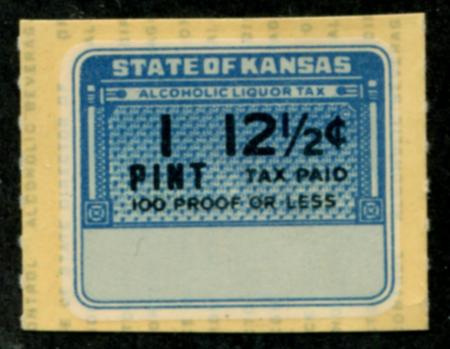 STATE OF KANSAS
ALCOHOLIC LIQUOR TAX
1 12½¢
PINT TAX PAID
100 PROOF OR LESS